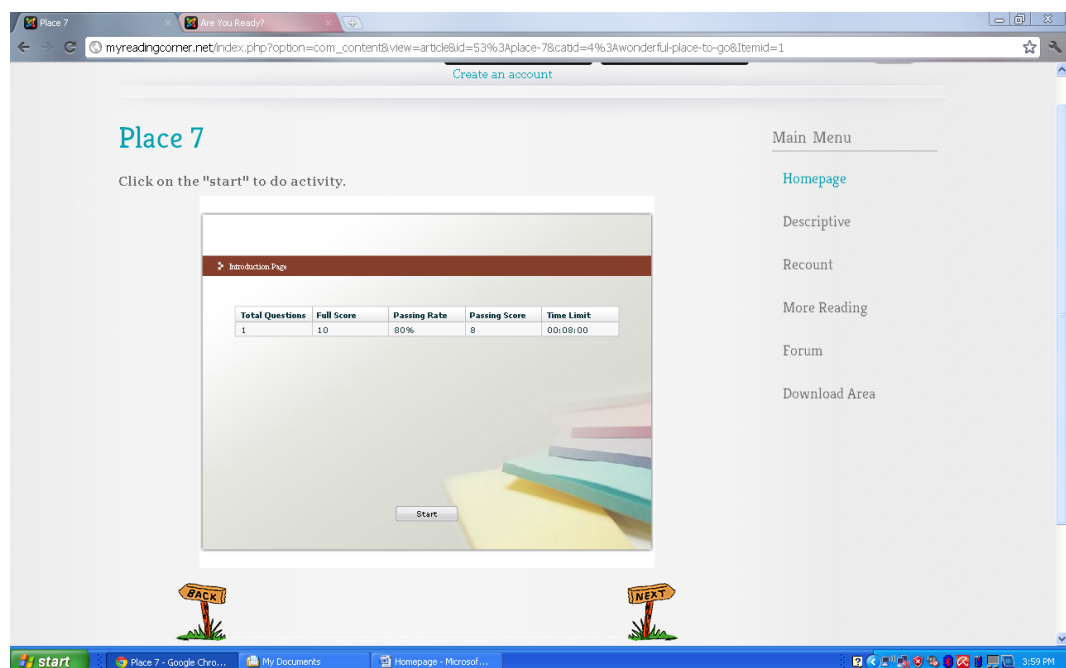 Place 7
Are You Ready?
myreadingcorner.net/index.php?option=com_content&view=article&id=53%3Aplace-7&catid=4%3Awonderful-place-to-go&Itemid=1
Create an account
Place 7
Main Menu
Click on the "start" to do activity.
Homepage
Descriptive
Recount
More Reading
Forum
Download Area
Introduction Page
Total Questions Full Score Passing Rate Passing Score Time Limit
1 10 80% 8 00:08:00
Start
BACK
NEXT
start
Place 7 - Google Chro...
My Documents
Homepage - Microsof...
3:59 PM